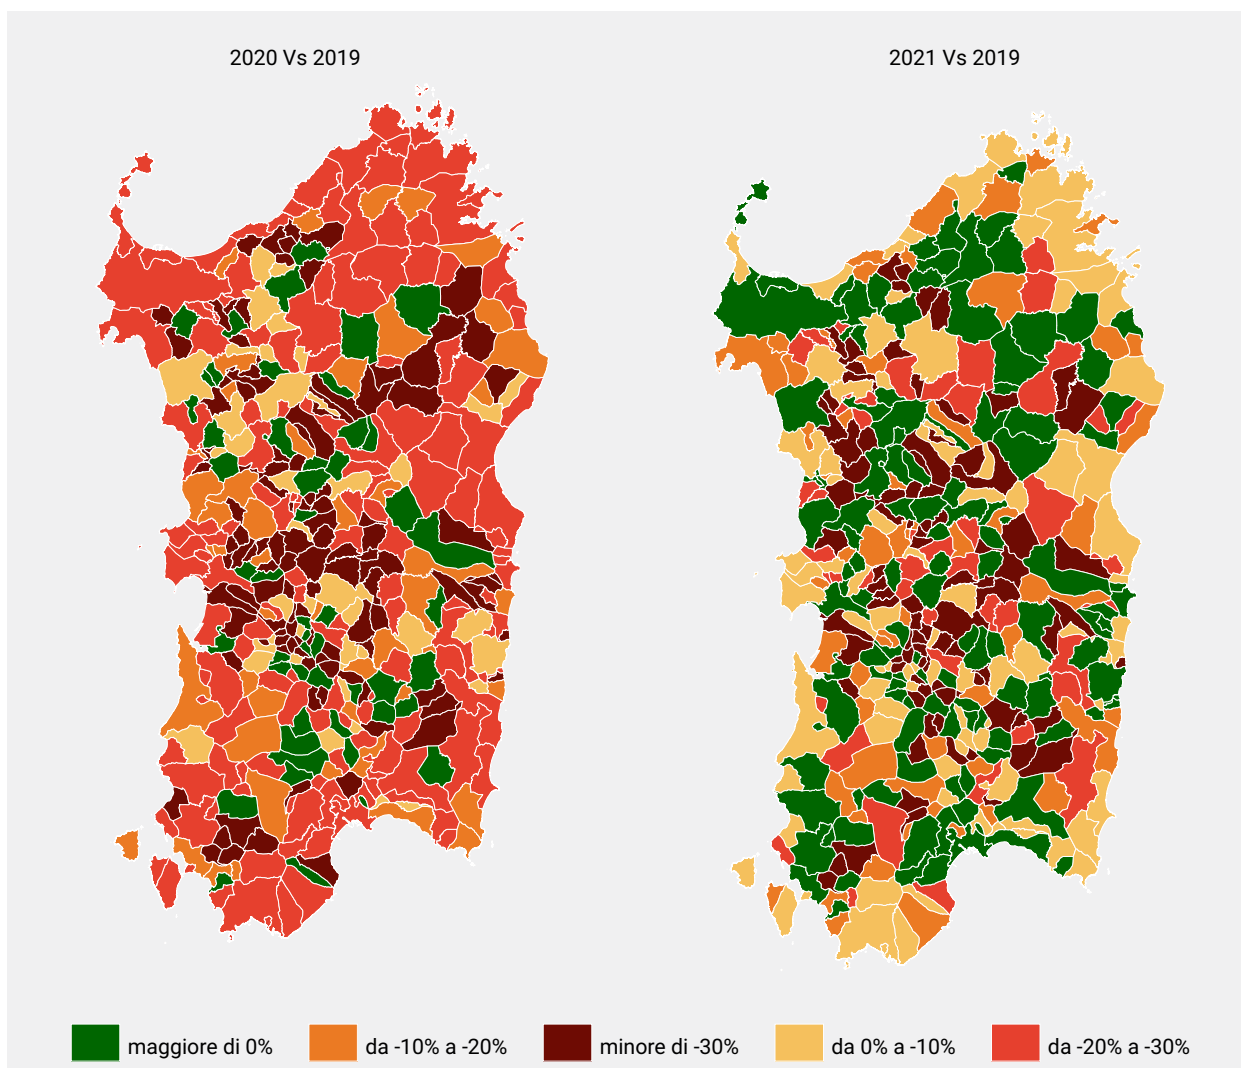 2020 Vs 2019
2021 Vs 2019
maggiore di 0%
da -10% a -20%
minore di -30%
da 0% a -10%
da -20% a -30%